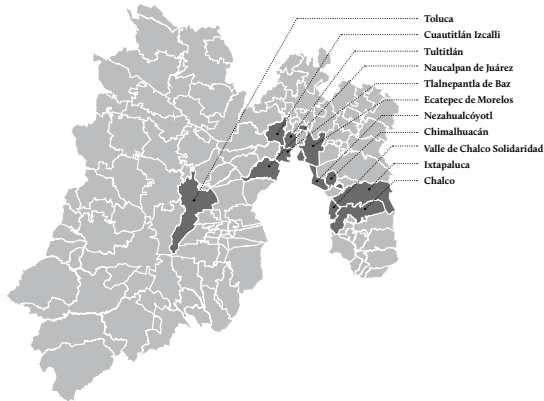 Toluca
Cuautitlán Izcalli
Tultitlán
Naucalpan de Juárez
Tlalnepantla de Baz
Ecatepec de Morelos
Nezahualcóyotl
Chimalhuacán
Valle de Chalco Solidaridad
Ixtapaluca
Chalco